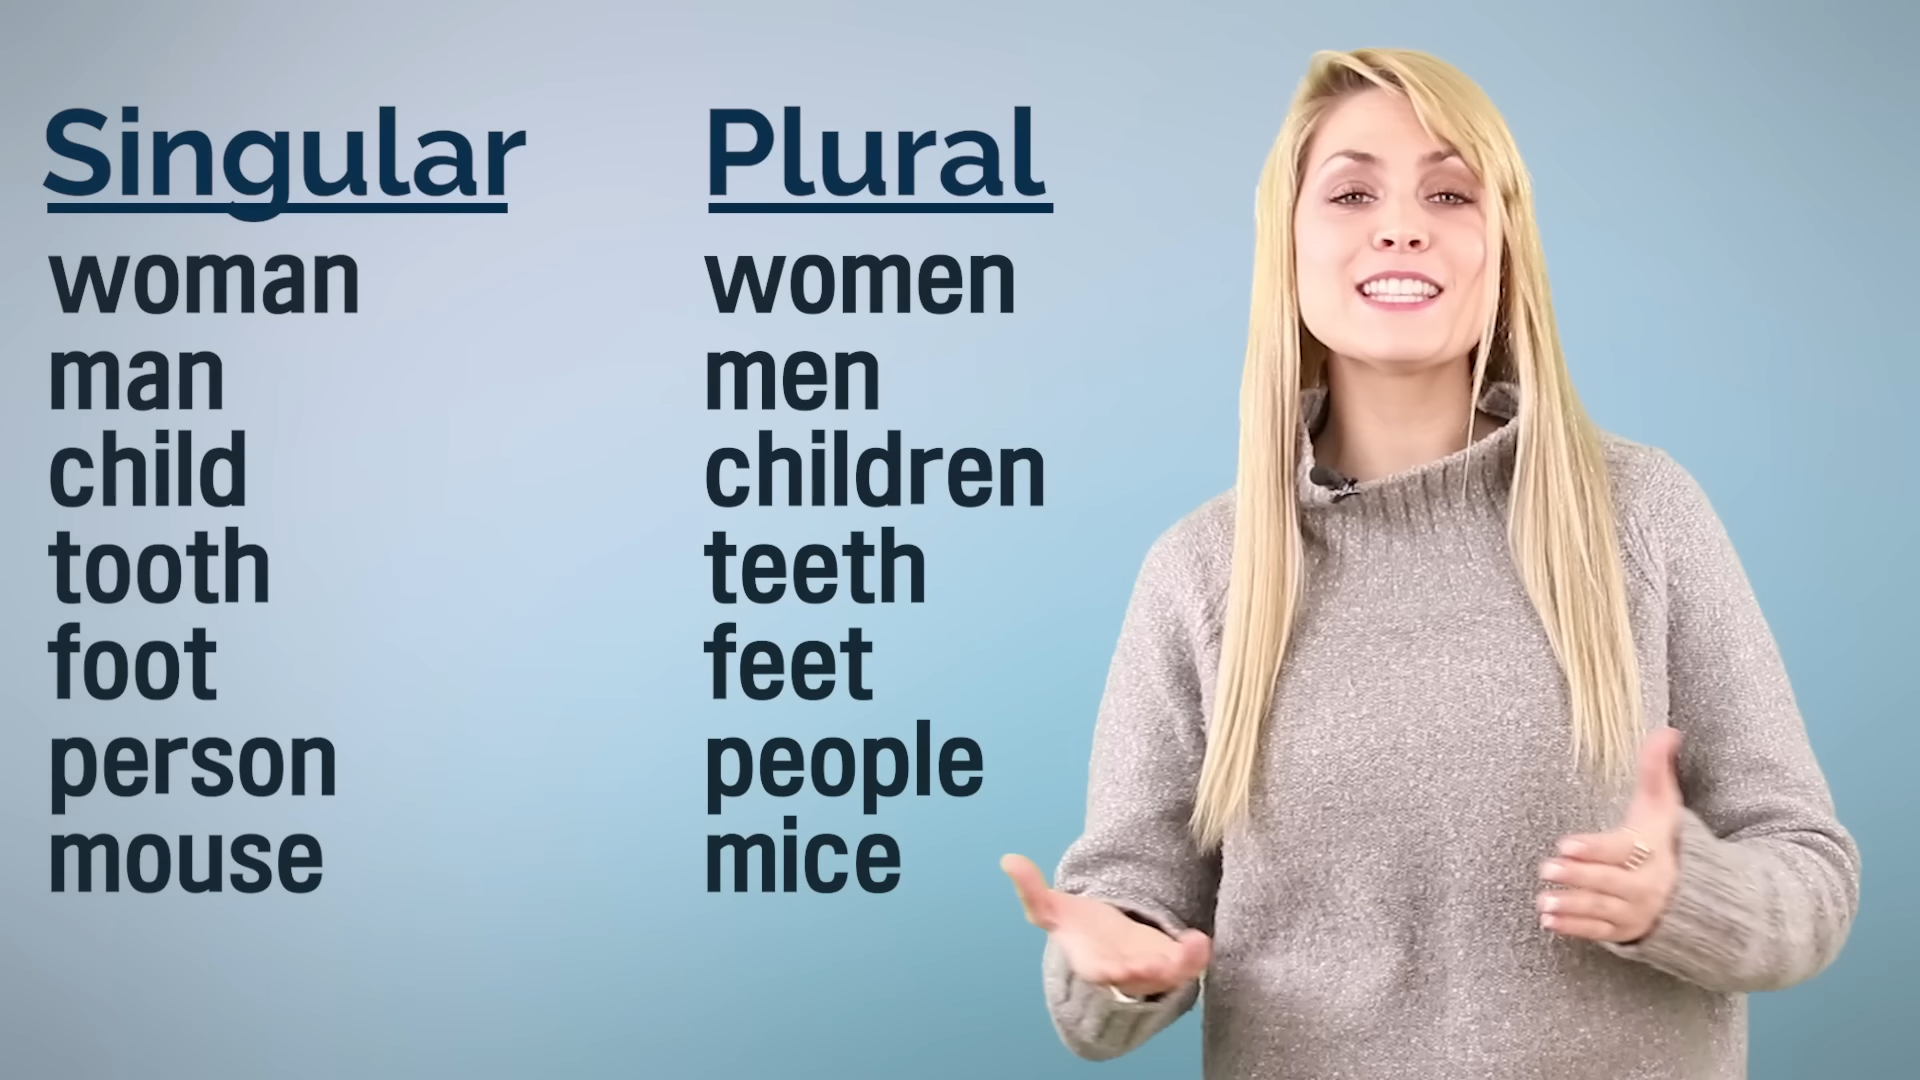 Singular Plural
woman women
man men
child children
tooth teeth
foot feet
person people
mouse mice